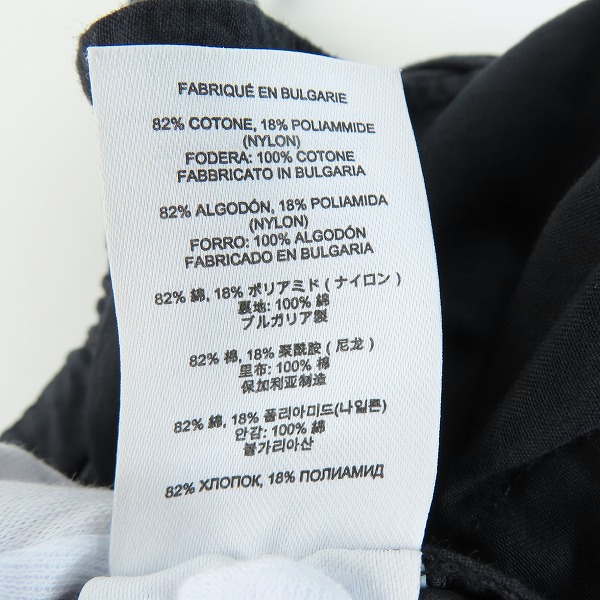 FABRIQUÉ EN BULGARIE
82% COTONE, 18% POLIAMMIDE
(NYLON)
FODERA: 100% COTONE
FABBRICATO IN BULGARIA
82% ALGODÓN, 18% POLIAMIDA
(NYLON)
FORRO: 100% ALGODÓN
FABRICADO EN BULGARIA
82% 綿, 18% ポリアミド ( ナイロン )
裏地: 100% 綿
ブルガリア製
82% 棉, 18% 聚酰胺 ( 尼龙 )
里布: 100% 棉
保加利亚制造
82% 綿, 18% 폴리아미드(나일론)
안감: 100% 綿
불가리아산
82% ХЛОПОК, 18% ПОЛИАМИД